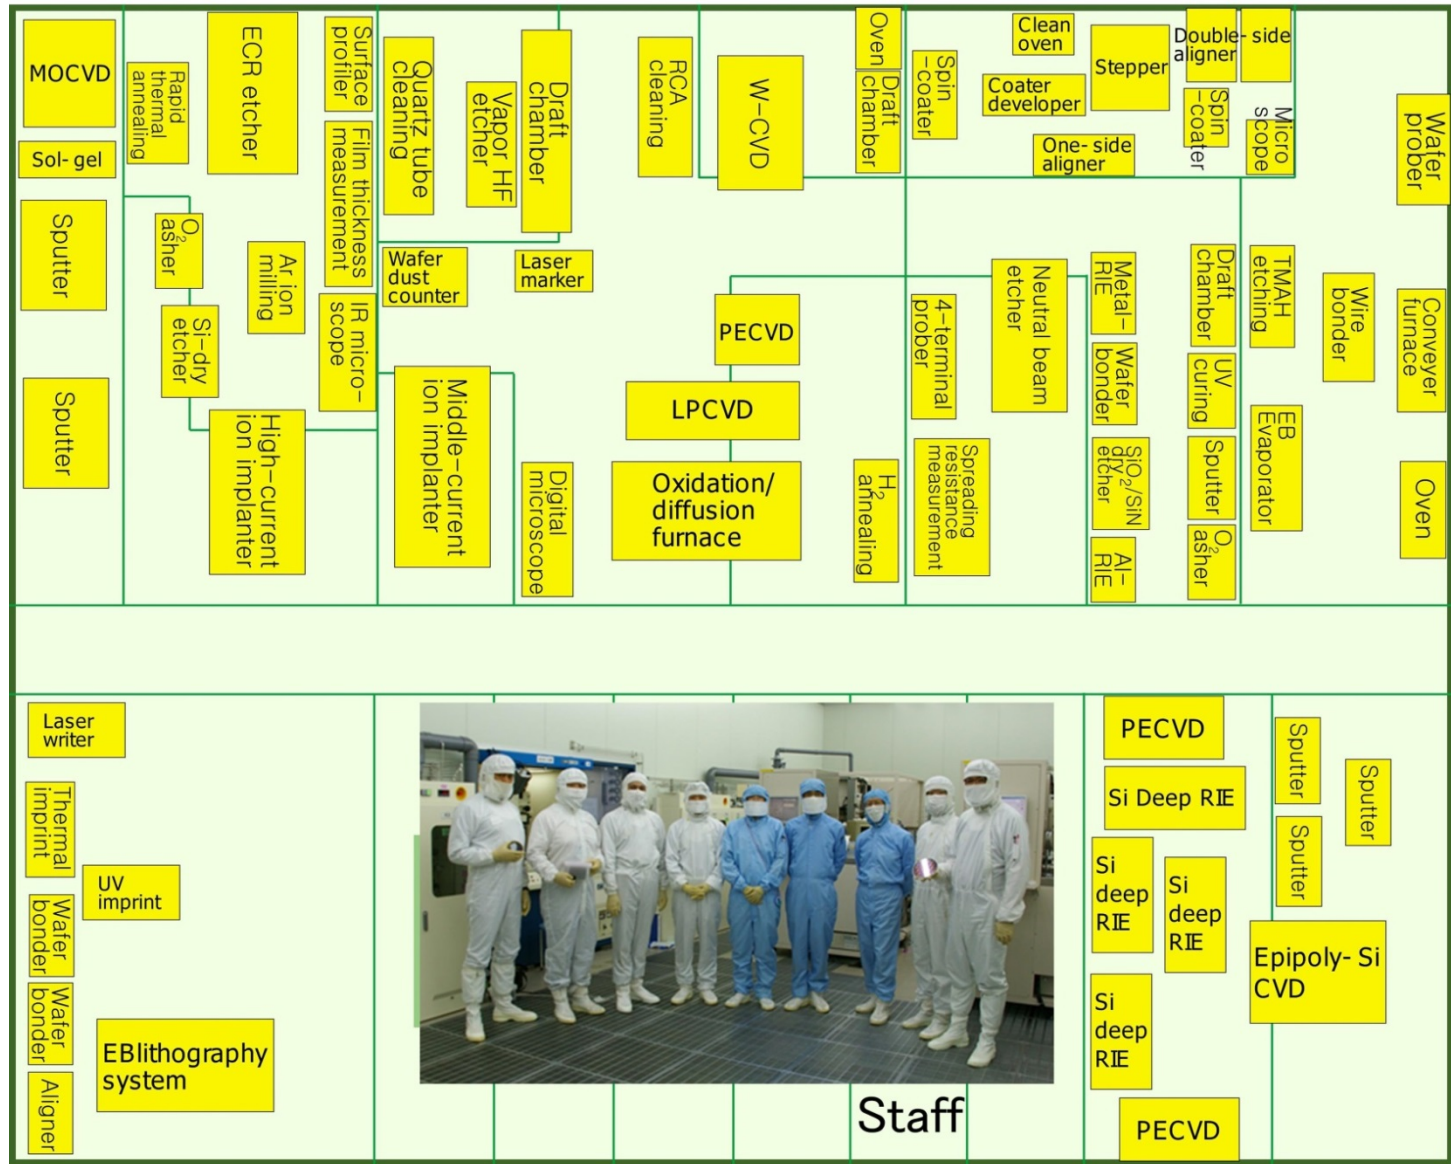 MOCVD
Sol- gel
Sputter
Sputter
Rapid
thermal
annealing
ECR etcher
Surface
profiler
Film thickness
measurement
O2
asher
Ar ion
milling
Si-dry
etcher
IR micro-
scope
High-current
ion implanter
Quartz tube
cleaning
Vapor HF
etcher
Draft
chamber
Wafer
dust
counter
Laser
marker
Middle-current
ion implanter
Digital
microscope
RCA
cleaning
W-CVD
Oven
Draft
chamber
PECVD
LPCVD
Oxidation/
diffusion
furnace
H2
annealing
Spin
-coater
Clean
oven
Coater
developer
Stepper
One- side
aligner
Double- side
aligner
Spin
-coater
Micro
scope
4-terminal
prober
Spreading
resistance
measurement
Neutral beam
etcher
Metal-
RIE
Wafer
bonder
SiO2/SiN
dry
etcher
Al-
RIE
Draft
chamber
UV
curing
Sputter
O2
asher
TMAH
etching
EB
Evaporator
Wire
bonder
Wafer
prober
Conveyer
furnace
Oven
Laser
writer
Thermal
imprint
UV
imprint
Wafer
bonder
Wafer
bonder
Aligner
EBlithography
system
Staff
PECVD
Si Deep RIE
Si
deep
RIE
Si
deep
RIE
Si
deep
RIE
PECVD
Sputter
Sputter
Sputter
Epipoly- Si
CVD